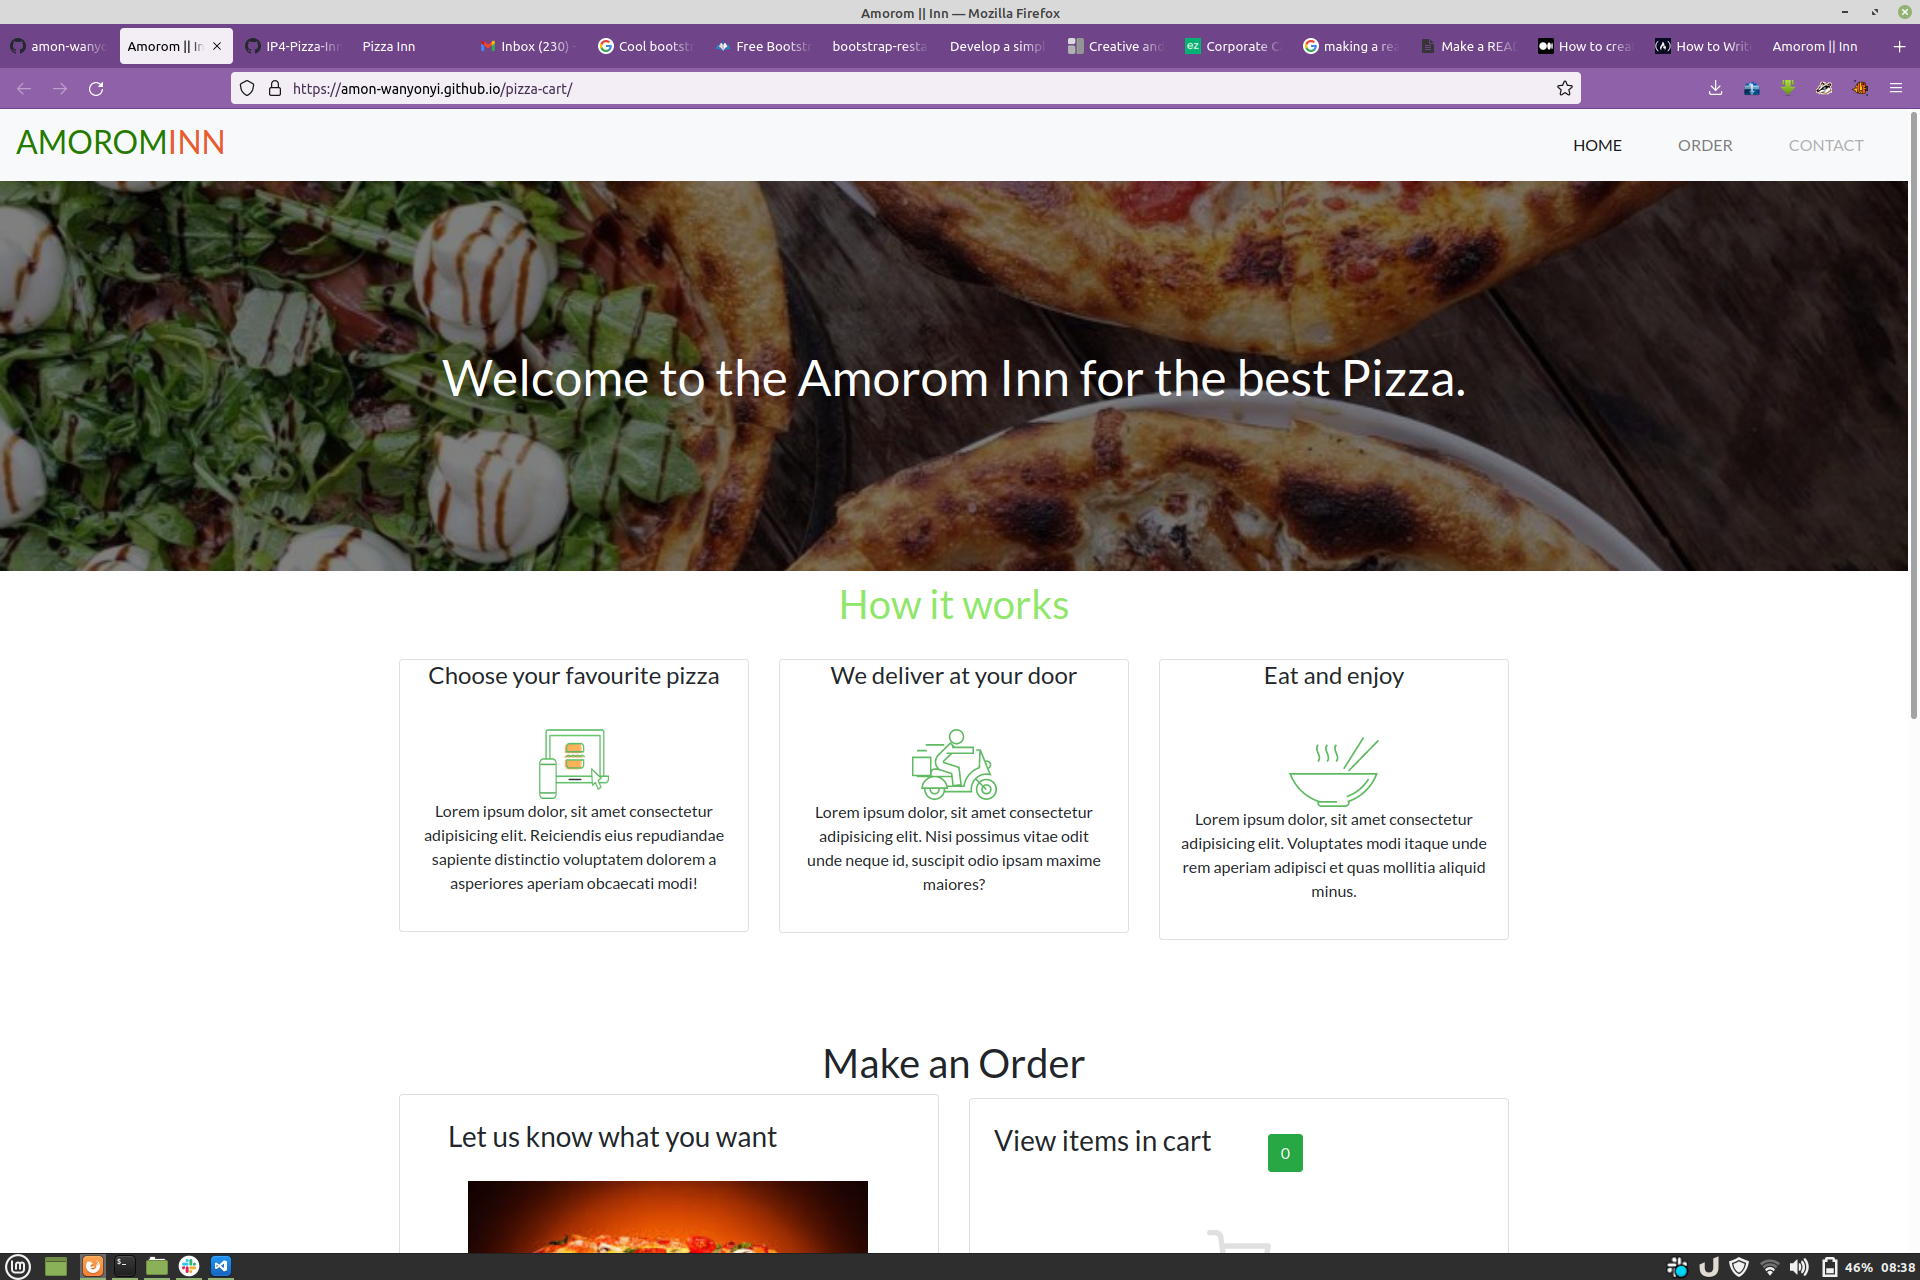 Amorom || Inn — Mozilla Firefox
amon-wany
Amorom || In
IP4-Pizza-Inn
Pizza Inn
Inbox (230)
Cool bootst
Free Bootst
bootstrap-resta
Develop a simpl
Creative and
Corporate C
making a rea
Make a REA
How to crea
How to Writ
Amorom || Inn
https://amon-wanyonyi.github.io/pizza-cart/
AMOROMINN
HOME
ORDER
CONTACT
Welcome to the Amorom Inn for the best Pizza.
How it works
Choose your favourite pizza
Lorem ipsum dolor, sit amet consectetur
adipisicing elit. Reiciendis eius repudiandae
sapiente distinctio voluptatem dolorem a
asperiores aperiam obcaecati modi!
We deliver at your door
Lorem ipsum dolor, sit amet consectetur
adipisicing elit. Nisi possimus vitae odit
unde neque id, suscipit odio ipsam maxime
maiores?
Eat and enjoy
Lorem ipsum dolor, sit amet consectetur
adipisicing elit. Voluptates modi itaque unde
rem aperiam adipisci et quas mollitia aliquid
minus.
Make an Order
Let us know what you want
View items in cart
0
46%
08:38